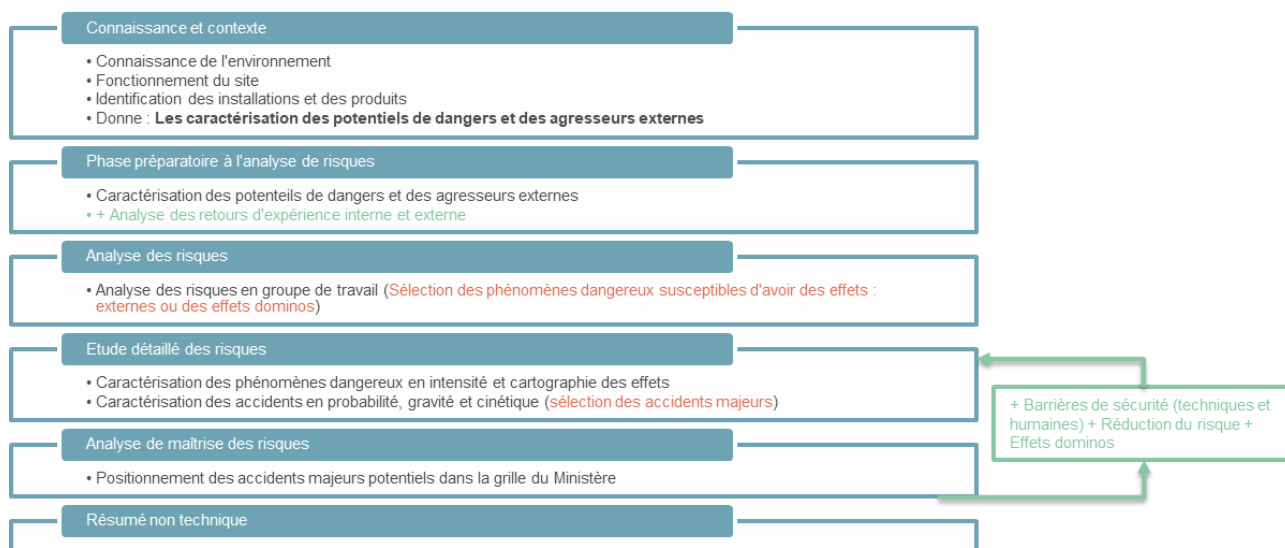 Connaissance et contexte
• Connaissance de l'environnement
• Fonctionnement du site
• Identification des installations et des produits
• Donne : Les caractérisation des potentiels de dangers et des agresseurs externes
Phase préparatoire à l'analyse de risques
• Caractérisation des potenteils de dangers et des agresseurs externes
• + Analyse des retours d'expérience interne et externe
Analyse des risques
• Analyse des risques en groupe de travail (Sélection des phénomènes dangereux susceptibles d'avoir des effets :
externes ou des effets dominos)
Etude détaillé des risques
• Caractérisation des phénomènes dangereux en intensité et cartographie des effets
• Caractérisation des accidents en probabilité, gravité et cinétique (sélection des accidents majeurs)
+ Barrières de sécurité (techniques et
humaines) + Réduction du risque +
Effets dominos
Analyse de maîtrise des risques
• Positionnement des accidents majeurs potentiels dans la grille du Ministère
Résumé non technique